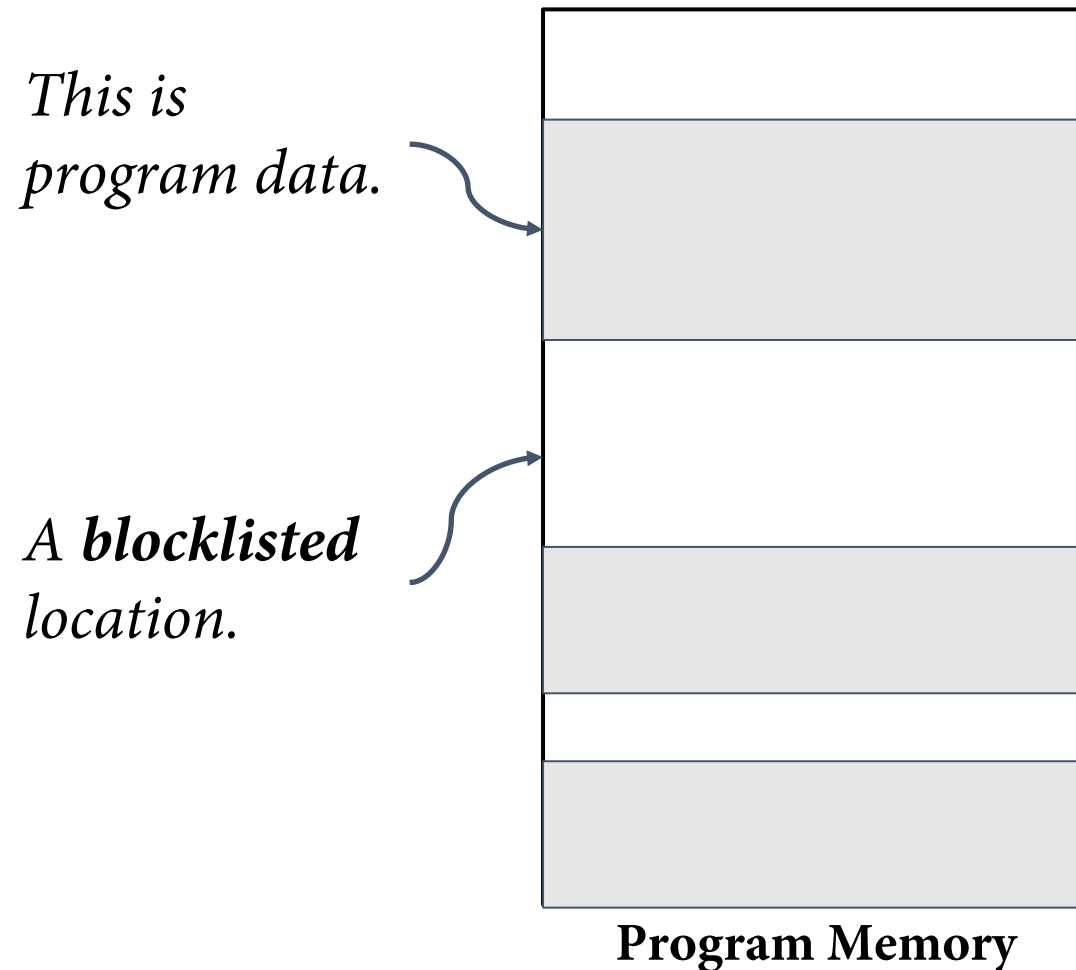 This is
program data.
A blocklisted
location.
Program Memory